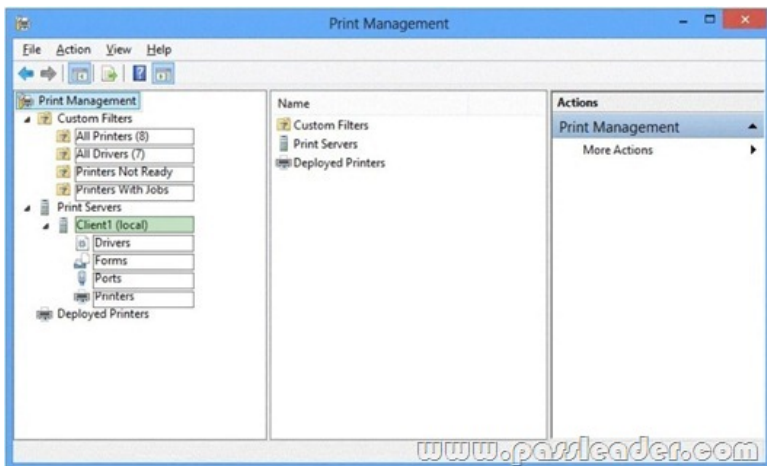 Print Management
File Action View Help
Print Management
Custom Filters
All Printers (8)
All Drivers (7)
Printers Not Ready
Printers With Jobs
Print Servers
Client1 (local)
Drivers
Forms
Ports
Printers
Deployed Printers
Name
Custom Filters
Print Servers
Deployed Printers
Actions
Print Management
More Actions
www.passleader.com